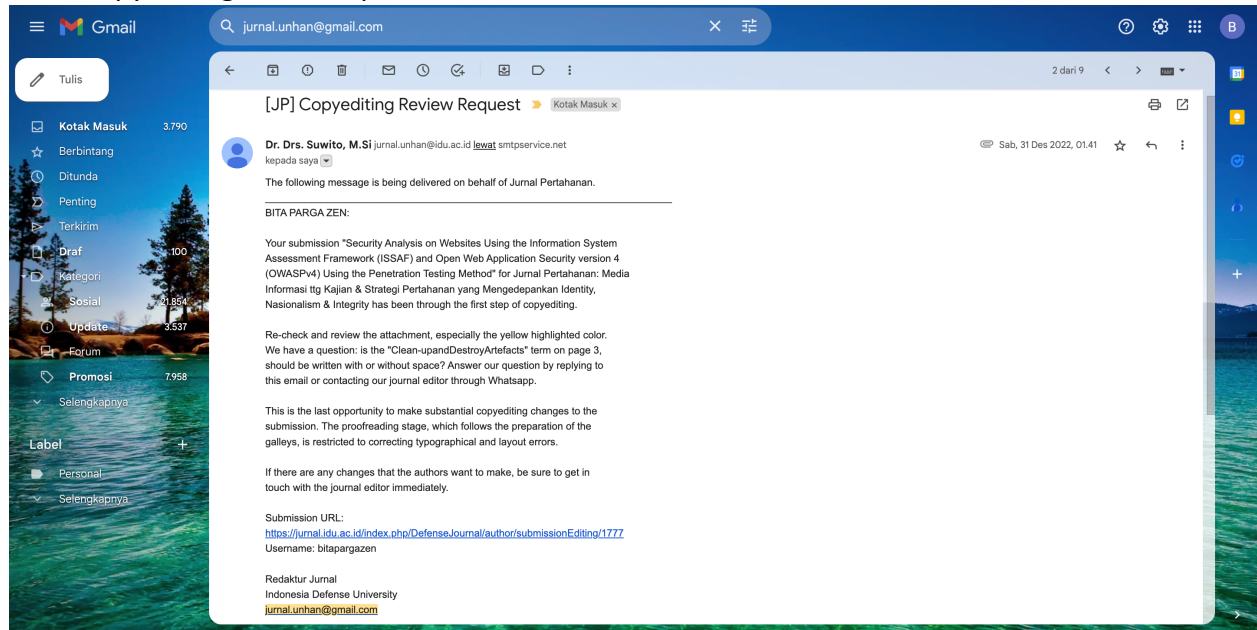 Gmail
jurnal.unhan@gmail.com
B
Tulis
2 dari 9
[JP] Copyediting Review Request
Kotak Masuk ×
Kotak Masuk 3.790
Berbintang
Ditunda
Penting
Terkirim
Draf 100
Kategori
Sosial 21.854
Update 3.537
Forum
Promosi 7.958
Selengkapnya
Label +
Personal
Selengkapnya
Dr. Drs. Suwito, M.Si jurnal.unhan@idu.ac.id lewat smtpservice.net
Sab, 31 Des 2022, 01.41
kepada saya
The following message is being delivered on behalf of Jurnal Pertahanan.
BITA PARGA ZEN:
Your submission "Security Analysis on Websites Using the Information System
Assessment Framework (ISSAF) and Open Web Application Security version 4
(OWASPv4) Using the Penetration Testing Method" for Jurnal Pertahanan: Media
Informasi ttg Kajian & Strategi Pertahanan yang Mengedepankan Identity,
Nasionalism & Integrity has been through the first step of copyediting.
Re-check and review the attachment, especially the yellow highlighted color.
We have a question: is the "Clean-upandDestroyArtefacts" term on page 3,
should be written with or without space? Answer our question by replying to
this email or contacting our journal editor through Whatsapp.
This is the last opportunity to make substantial copyediting changes to the
submission. The proofreading stage, which follows the preparation of the
galleys, is restricted to correcting typographical and layout errors.
If there are any changes that the authors want to make, be sure to get in
touch with the journal editor immediately.
Submission URL:
https://jurnal.idu.ac.id/index.php/DefenseJournal/author/submissionEditing/1777
Username: bitapargazen
Redaktur Jurnal
Indonesia Defense University
jurnal.unhan@gmail.com